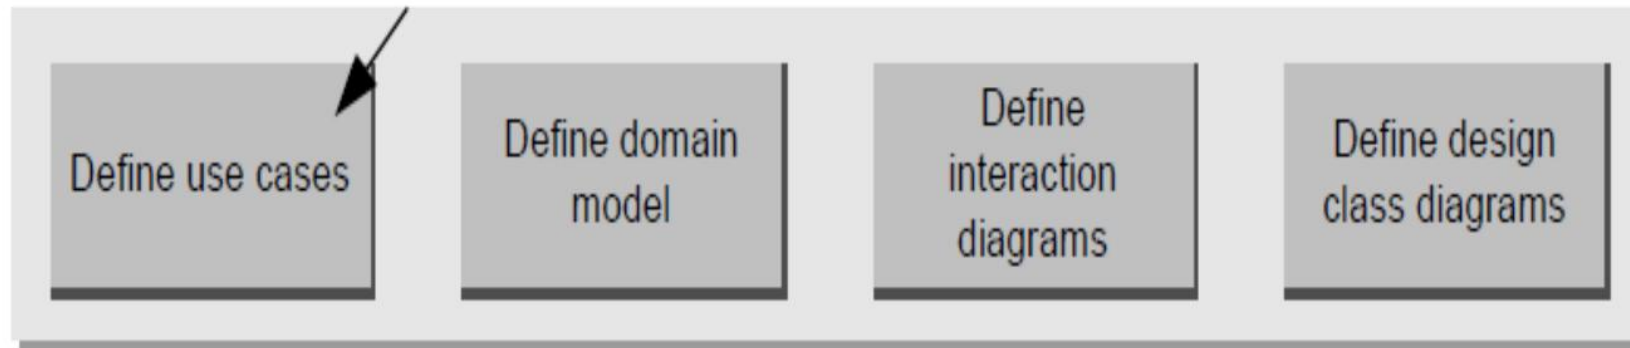 Define use cases
Define domain
model
Define
interaction
diagrams
Define design
class diagrams